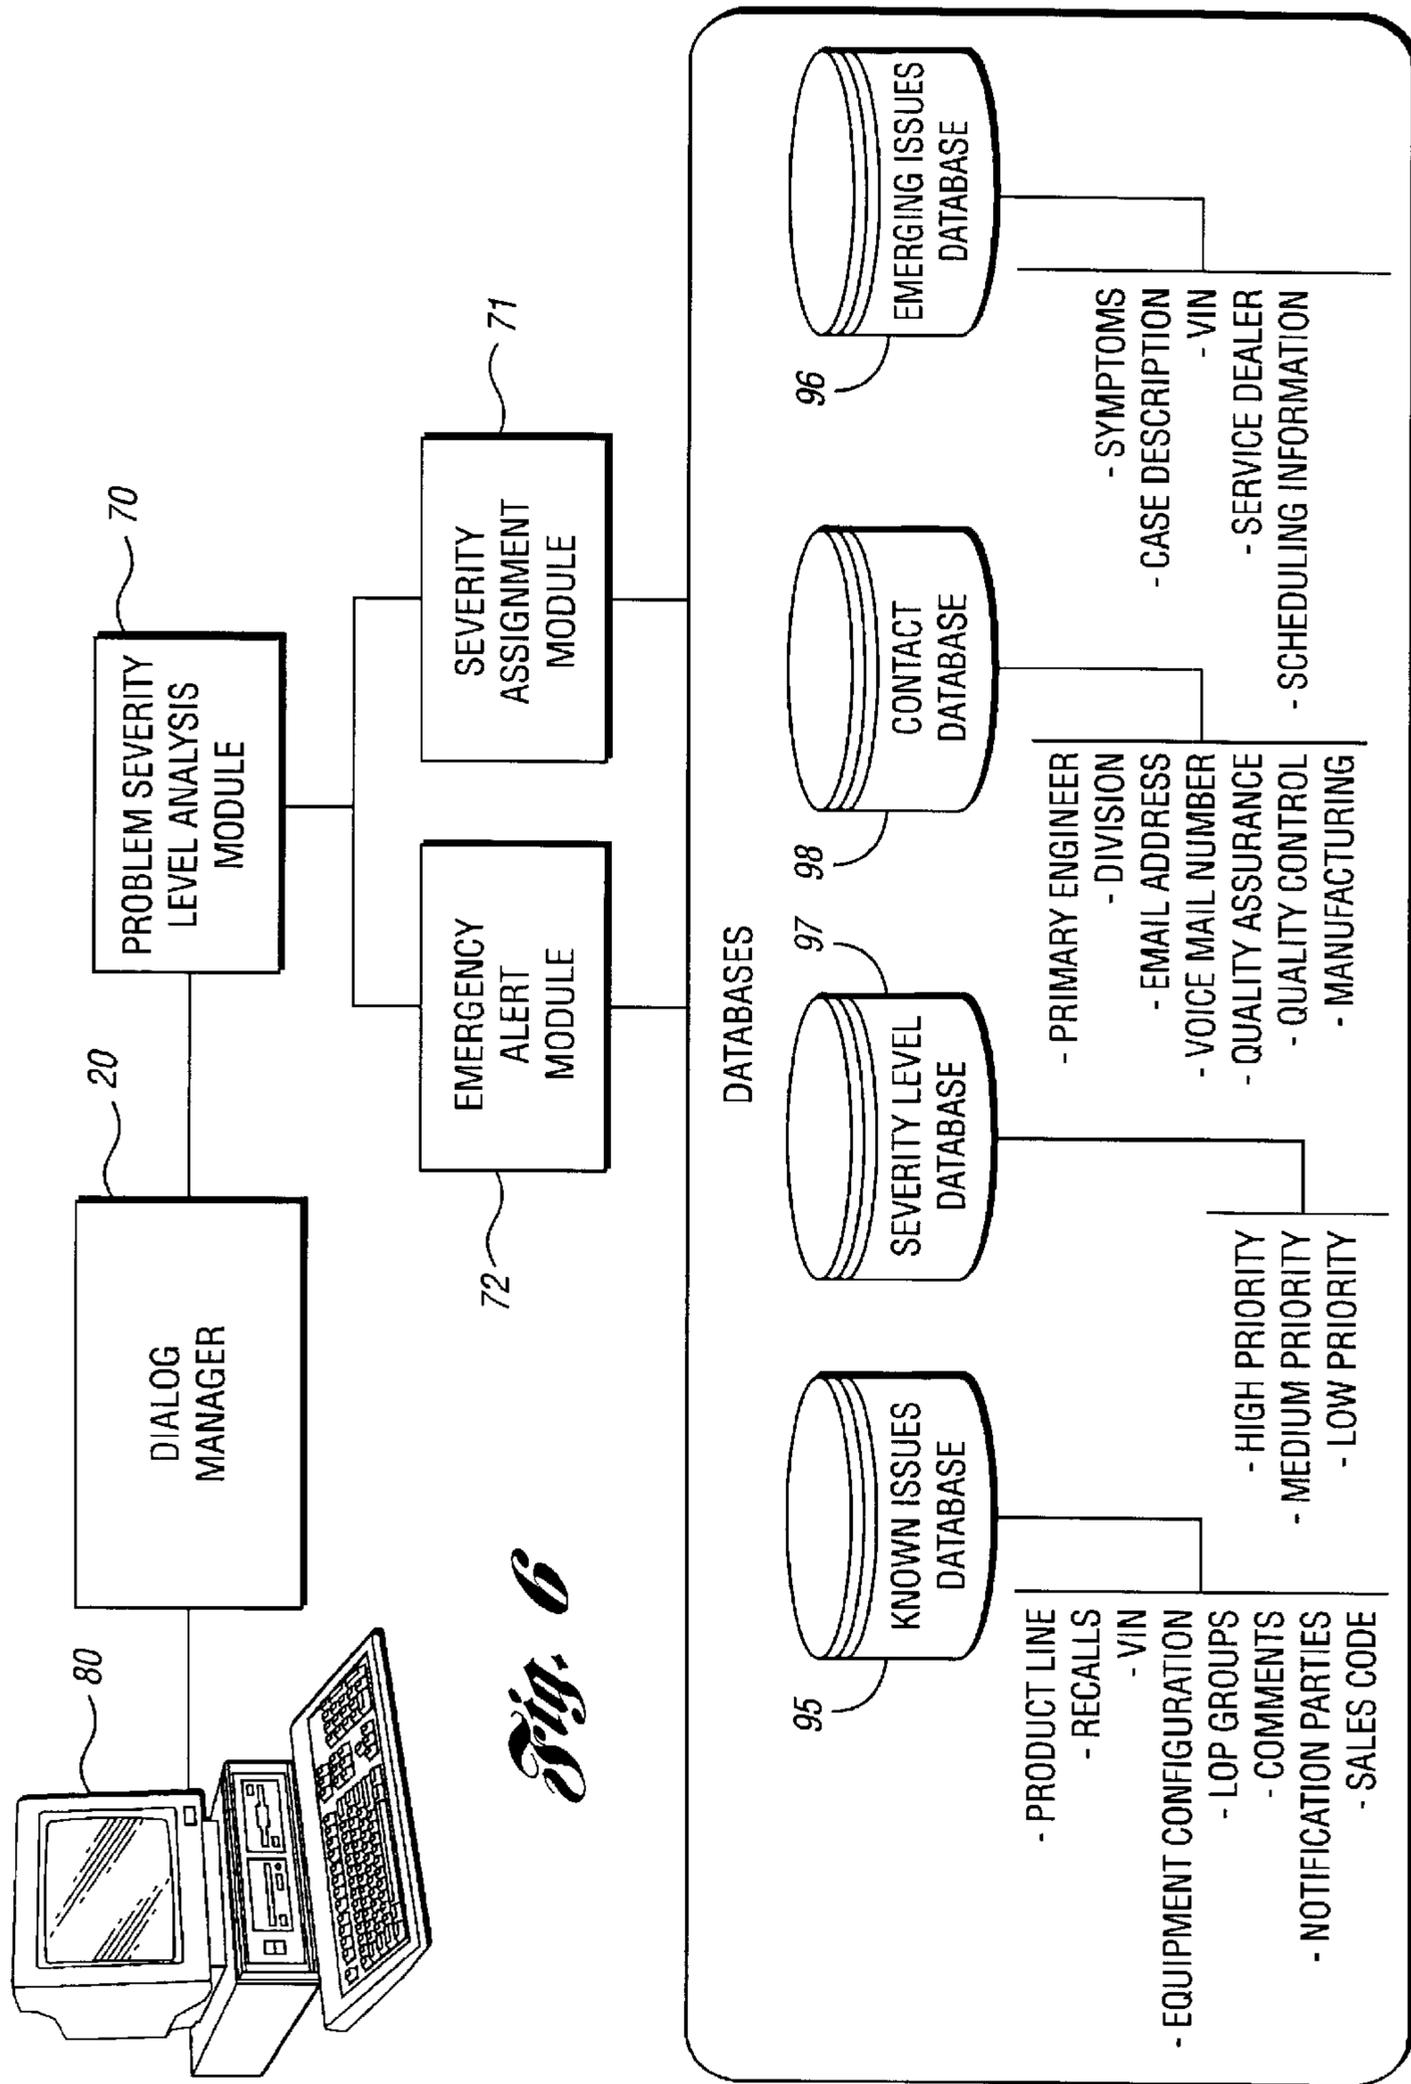 80
DIALOG
MANAGER
20
PROBLEM SEVERITY
LEVEL ANALYSIS
MODULE
70
EMERGENCY
ALERT
MODULE
72
SEVERITY
ASSIGNMENT
MODULE
71
Fig. 6
DATABASES
KNOWN ISSUES
DATABASE
95
- PRODUCT LINE
- RECALLS
- VIN
- EQUIPMENT CONFIGURATION
- LOP GROUPS
- COMMENTS
- NOTIFICATION PARTIES
- SALES CODE
SEVERITY LEVEL
DATABASE
97
- HIGH PRIORITY
- MEDIUM PRIORITY
- LOW PRIORITY
CONTACT
DATABASE
98
- PRIMARY ENGINEER
- DIVISION
- EMAIL ADDRESS
- VOICE MAIL NUMBER
- QUALITY ASSURANCE
- QUALITY CONTROL
- MANUFACTURING
EMERGING ISSUES
DATABASE
96
- SYMPTOMS
- CASE DESCRIPTION
- VIN
- SERVICE DEALER
- SCHEDULING INFORMATION